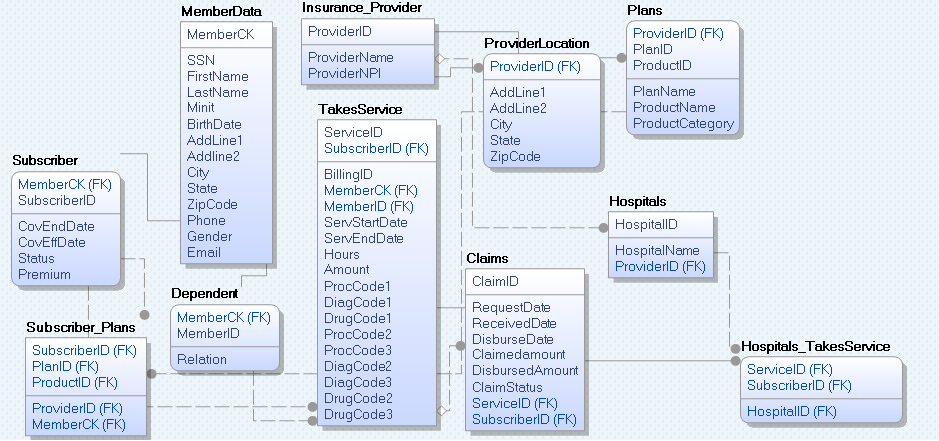 MemberData
MemberCK
SSN
FirstName
LastName
Minit
BirthDate
AddLine1
Addline2
City
State
ZipCode
Phone
Gender
Email
Insurance_Provider
ProviderID
ProviderName
ProviderNPI
ProviderLocation
ProviderID (FK)
AddLine1
AddLine2
City
State
ZipCode
Plans
ProviderID (FK)
PlanID
ProductID
PlanName
ProductName
ProductCategory
Subscriber
MemberCK (FK)
SubscriberID
CovEndDate
CovEffDate
Status
Premium
TakesService
ServiceID
SubscriberID (FK)
BillingID
MemberCK (FK)
MemberID (FK)
ServStartDate
ServEndDate
Hours
Amount
ProcCode1
DiagCode1
DrugCode1
ProcCode2
ProcCode3
DiagCode2
DiagCode3
DrugCode2
DrugCode3
Hospitals
HospitalID
HospitalName
ProviderID (FK)
Claims
ClaimID
RequestDate
ReceivedDate
DisburseDate
Claimedamount
DisbursedAmount
ClaimStatus
ServiceID (FK)
SubscriberID (FK)
Dependent
MemberCK (FK)
MemberID
Relation
Subscriber_Plans
SubscriberID (FK)
PlanID (FK)
ProductID (FK)
ProviderID (FK)
MemberCK (FK)
Hospitals_TakesService
ServiceID (FK)
SubscriberID (FK)
HospitalID (FK)